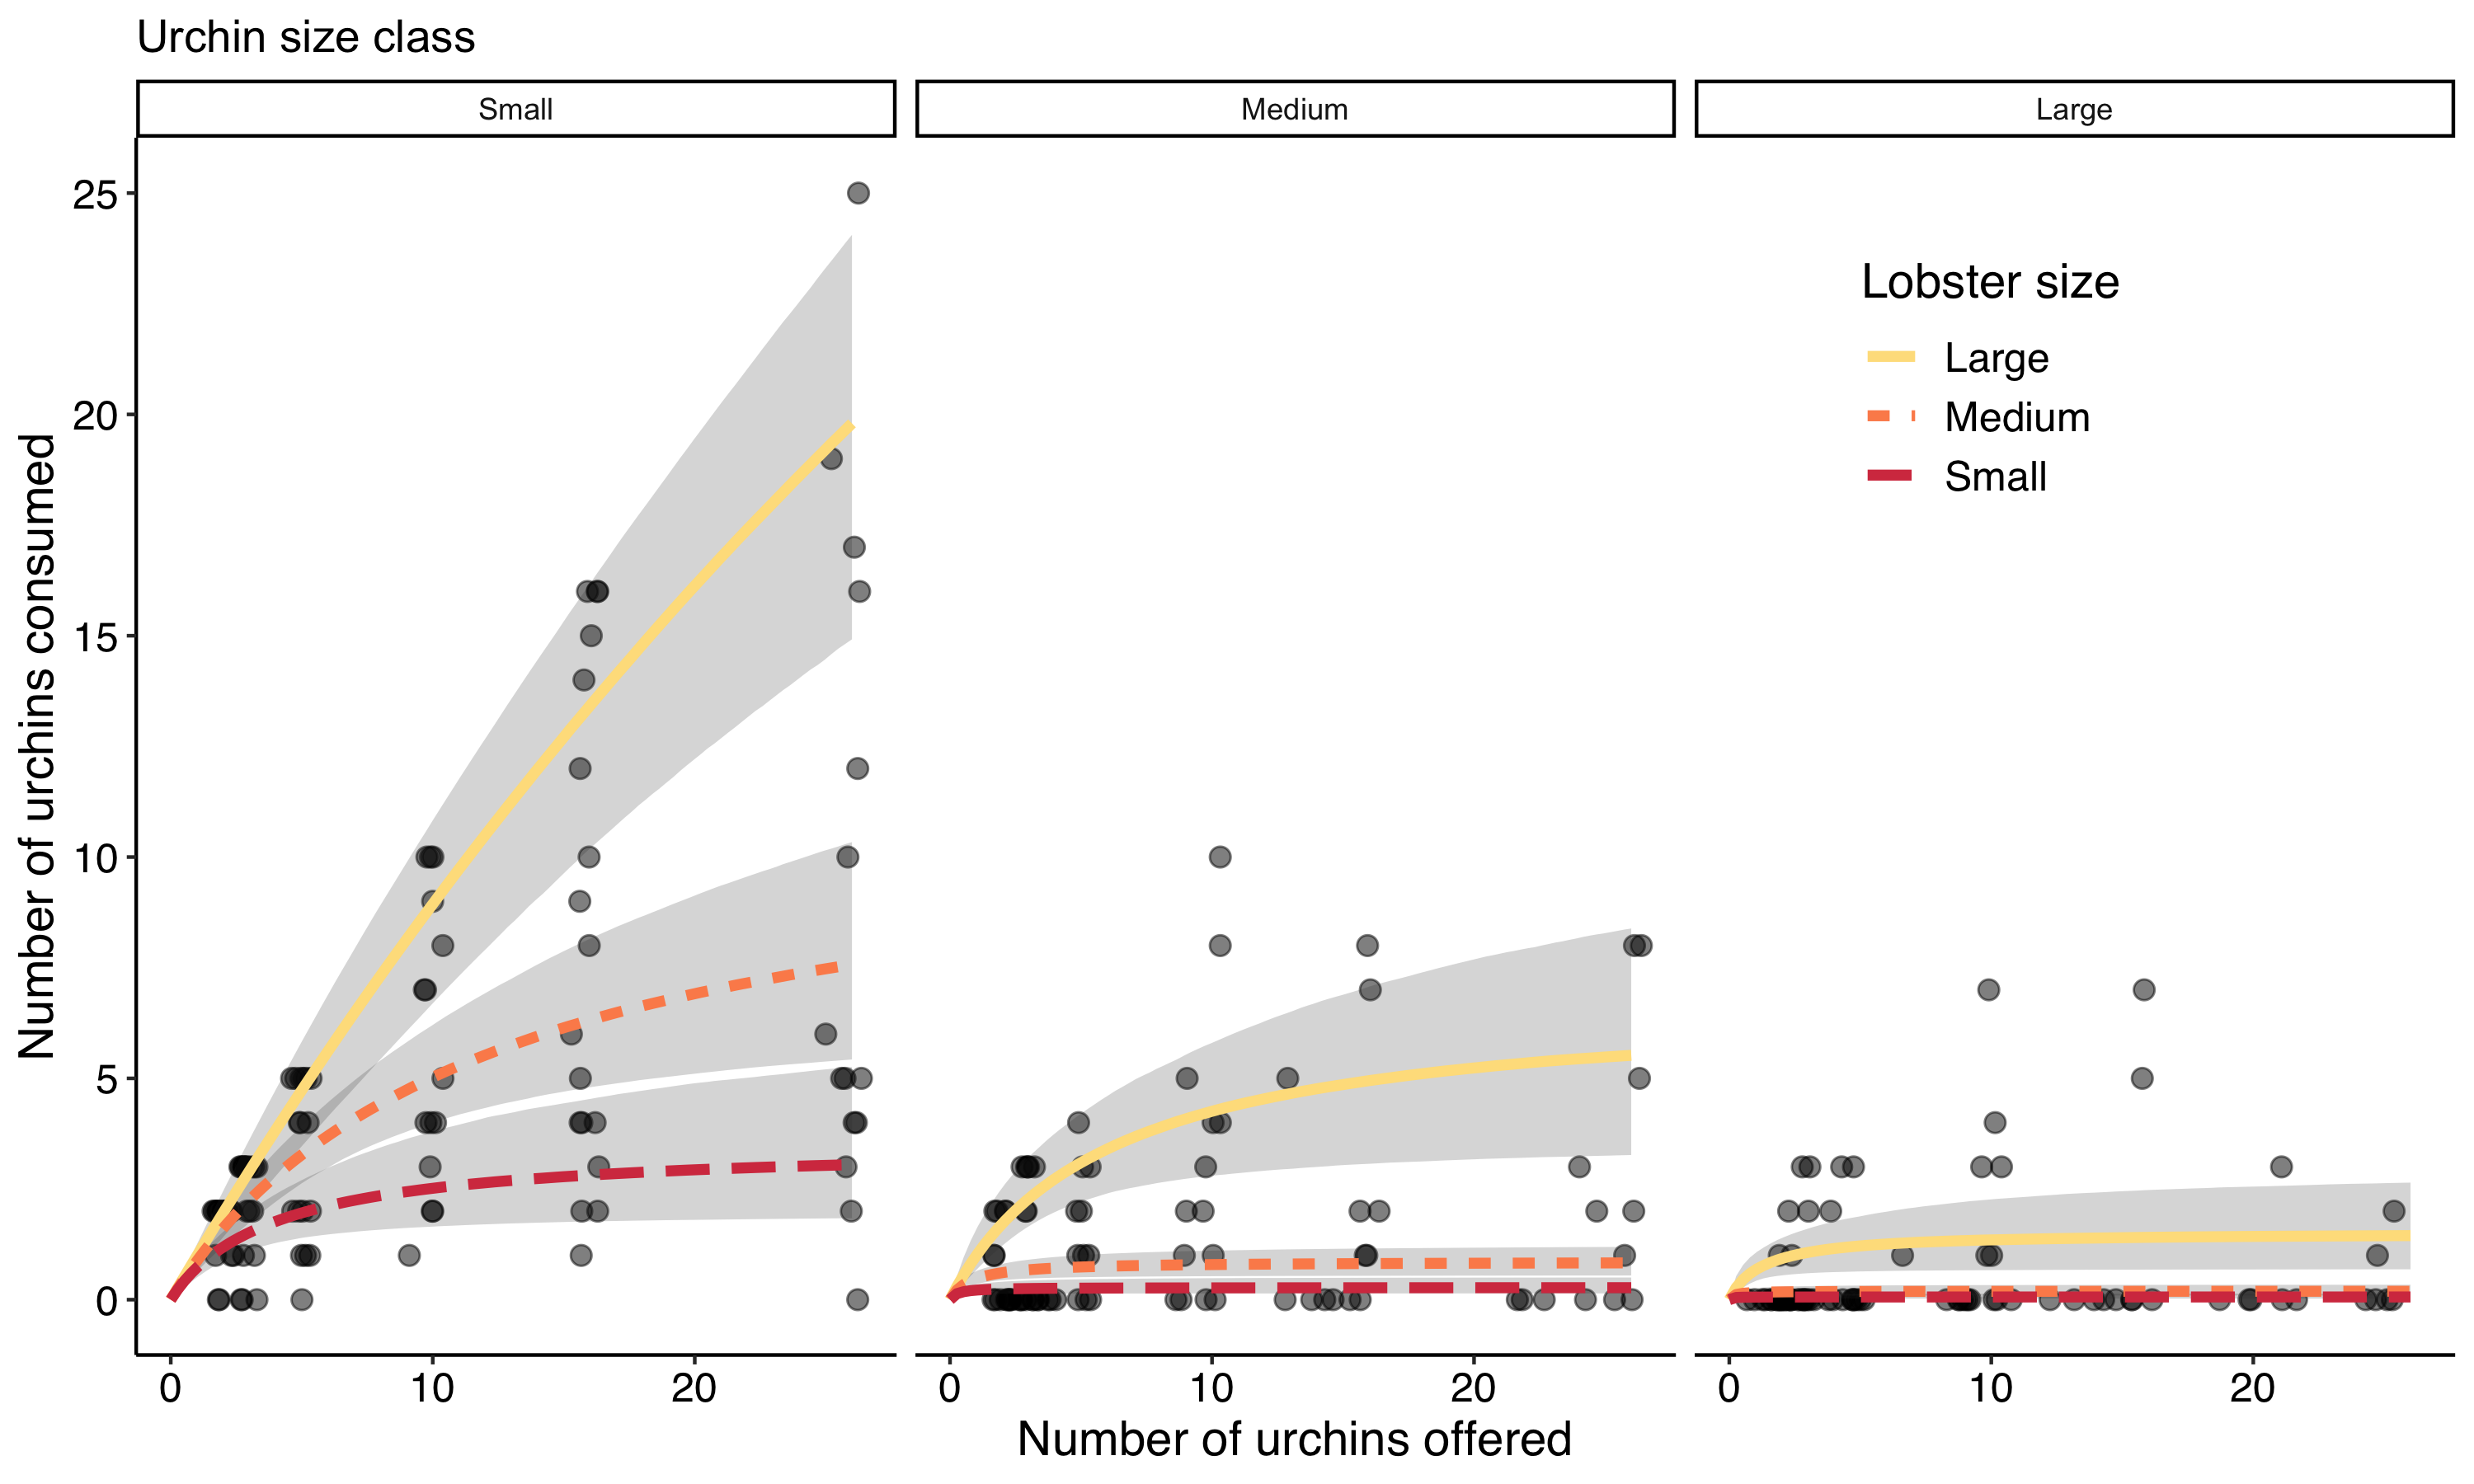 Urchin size class
Small
Medium
Large
Number of urchins consumed
25
20
15
10
5
0
Lobster size
Large
Medium
Small
0 10 20
0 10 20
0 10 20
Number of urchins offered